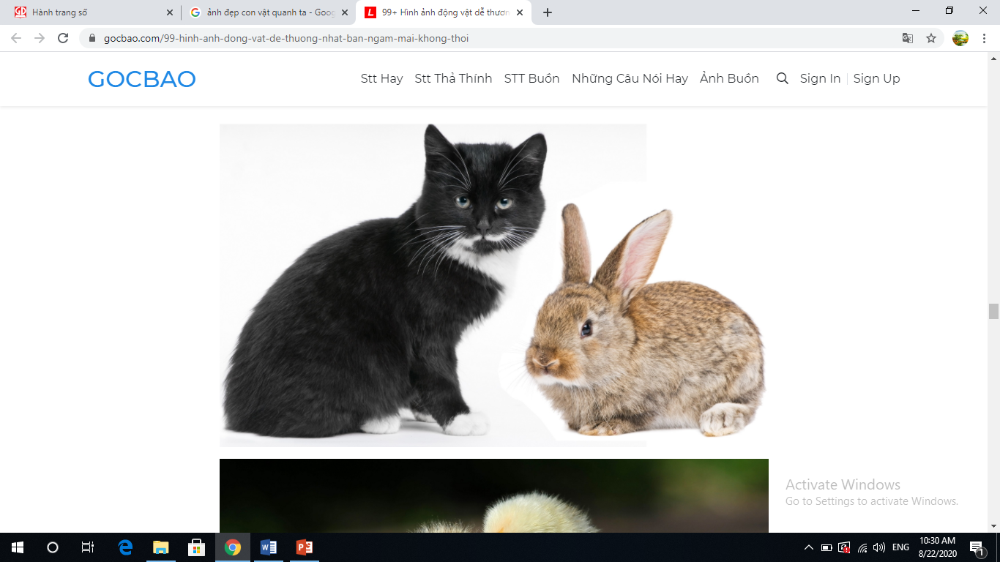 Hành trang số
ảnh đẹp con vật quanh ta - Goog
99+ Hình ảnh động vật dễ thươn
gocbao.com/99-hinh-anh-dong-vat-de-thuong-nhat-ban-ngam-mai-khong-thoi
GOCBAO
Stt Hay Stt Thả Thính STT Buồn Những Câu Nói Hay Ảnh Buồn Sign In Sign Up
Activate Windows
Go to Settings to activate Windows.
ENG
10:30 AM
8/22/2020
1